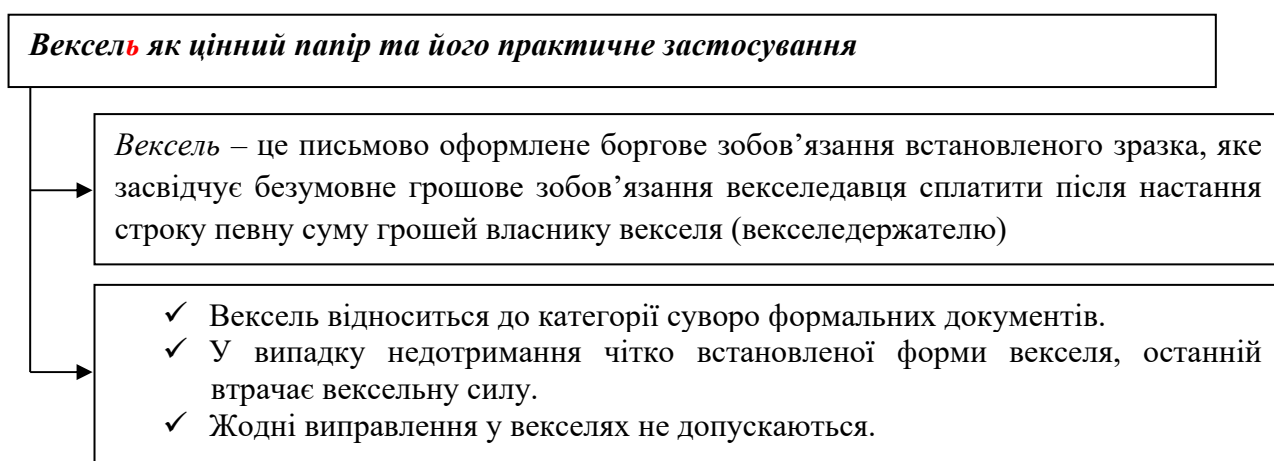 Вексель як цінний папір та його практичне застосування
Вексель – це письмово оформлене боргове зобов’язання встановленого зразка, яке
засвідчує безумовне грошове зобов’язання векселедавця сплатити після настання
строку певну суму грошей власнику векселя (векселедержателю)
✓ Вексель відноситься до категорії суворо формальних документів.
✓ У випадку недотримання чітко встановленої форми векселя, останній
втрачає вексельну силу.
✓ Жодні виправлення у векселях не допускаються.